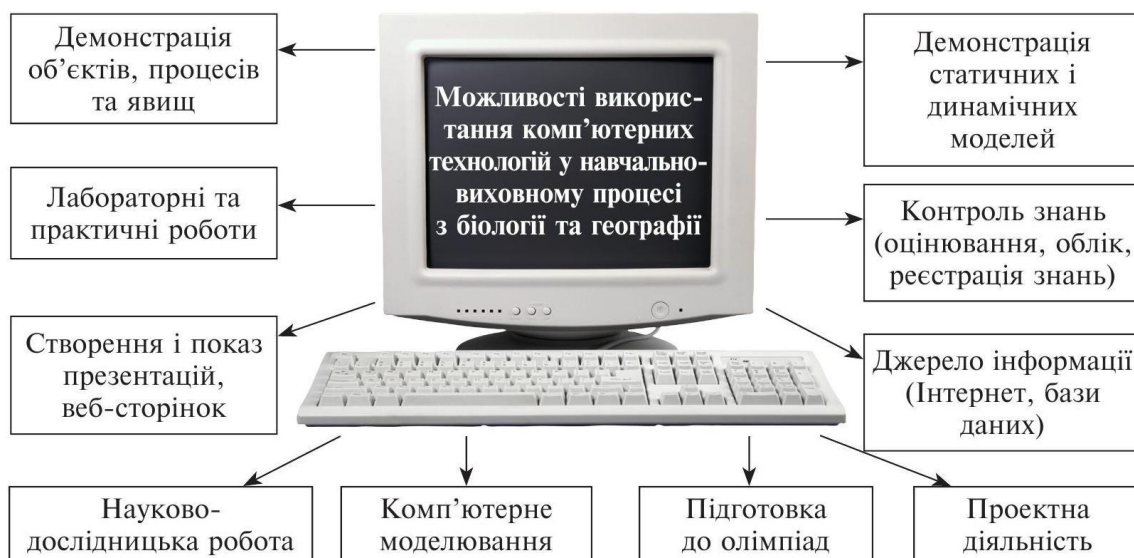 Демонстрація
об’єктів, процесів
та явищ
Можливості викорис-
тання комп’ютерних
технологій у навчально-
виховному процесі
з біології та географії
Демонстрація
статичних і
динамічних
моделей
Лабораторні та
практичні роботи
Контроль знань
(оцінювання, облік,
реєстрація знань)
Створення і показ
презентацій,
веб-сторінок
Джерело інформації
(Інтернет, бази
даних)
Науково-
дослідницька робота
Комп’ютерне
моделювання
Підготовка
до олімпіад
Проектна
діяльність